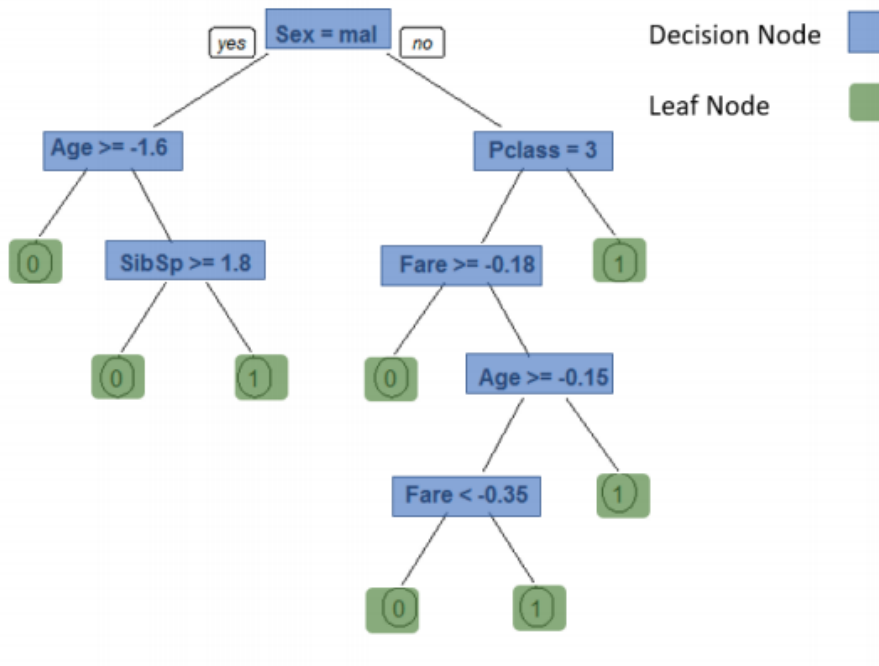 Sex = mal
yes
no
Decision Node
Leaf Node
Age >= -1.6
Pclass = 3
0
SibSp >= 1.8
Fare >= -0.18
1
0
1
0
Age >= -0.15
Fare < -0.35
1
0
1